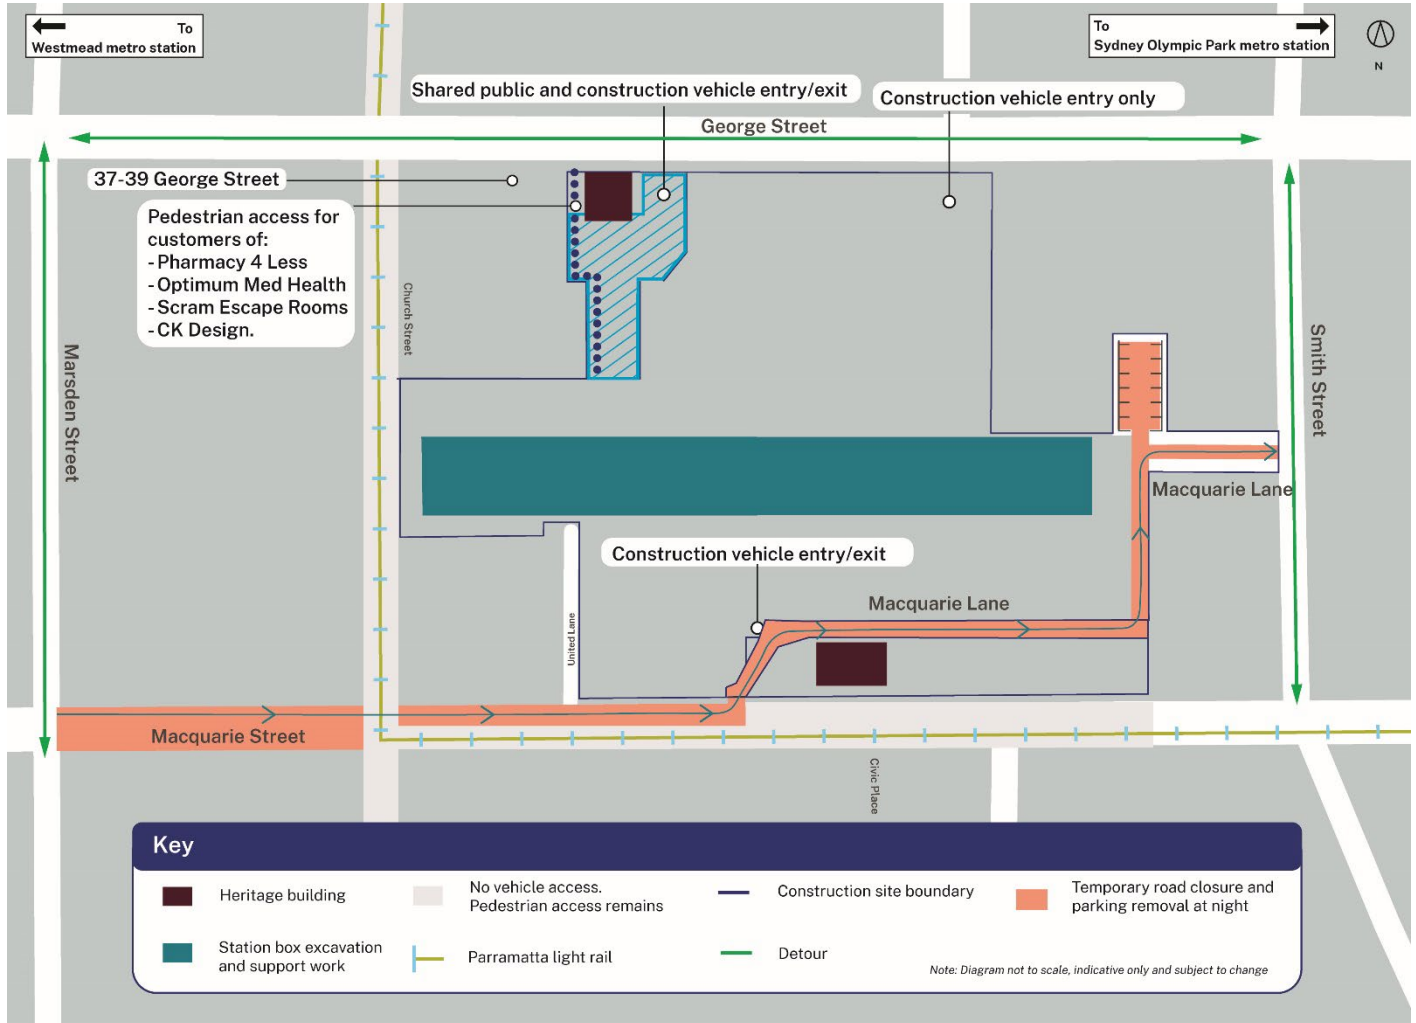 To
Westmead metro station
To
Sydney Olympic Park metro station
N
Shared public and construction vehicle entry/exit
Construction vehicle entry only
George Street
37-39 George Street
Pedestrian access for
customers of:
- Pharmacy 4 Less
- Optimum Med Health
- Scram Escape Rooms
- CK Design.
Church Street
Marsden Street
Smith Street
Macquarie Lane
Construction vehicle entry/exit
Macquarie Lane
United Lane
Macquarie Street
Civic Place
Key
Heritage building
No vehicle access.
Pedestrian access remains
Construction site boundary
Temporary road closure and
parking removal at night
Station box excavation
and support work
Parramatta light rail
Detour
Note: Diagram not to scale, indicative only and subject to change